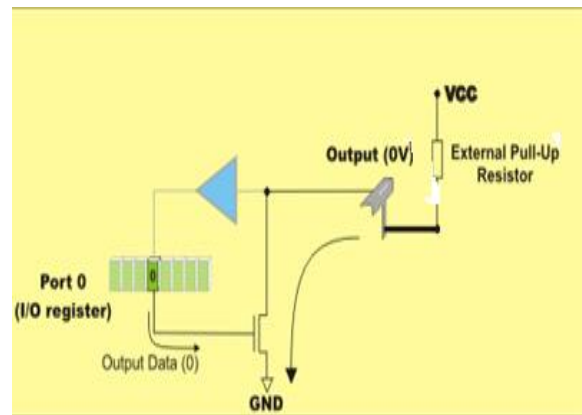 VCC
Output (0V)
External Pull-Up
Resistor
0
Port 0
(I/O register)
Output Data (0)
GND